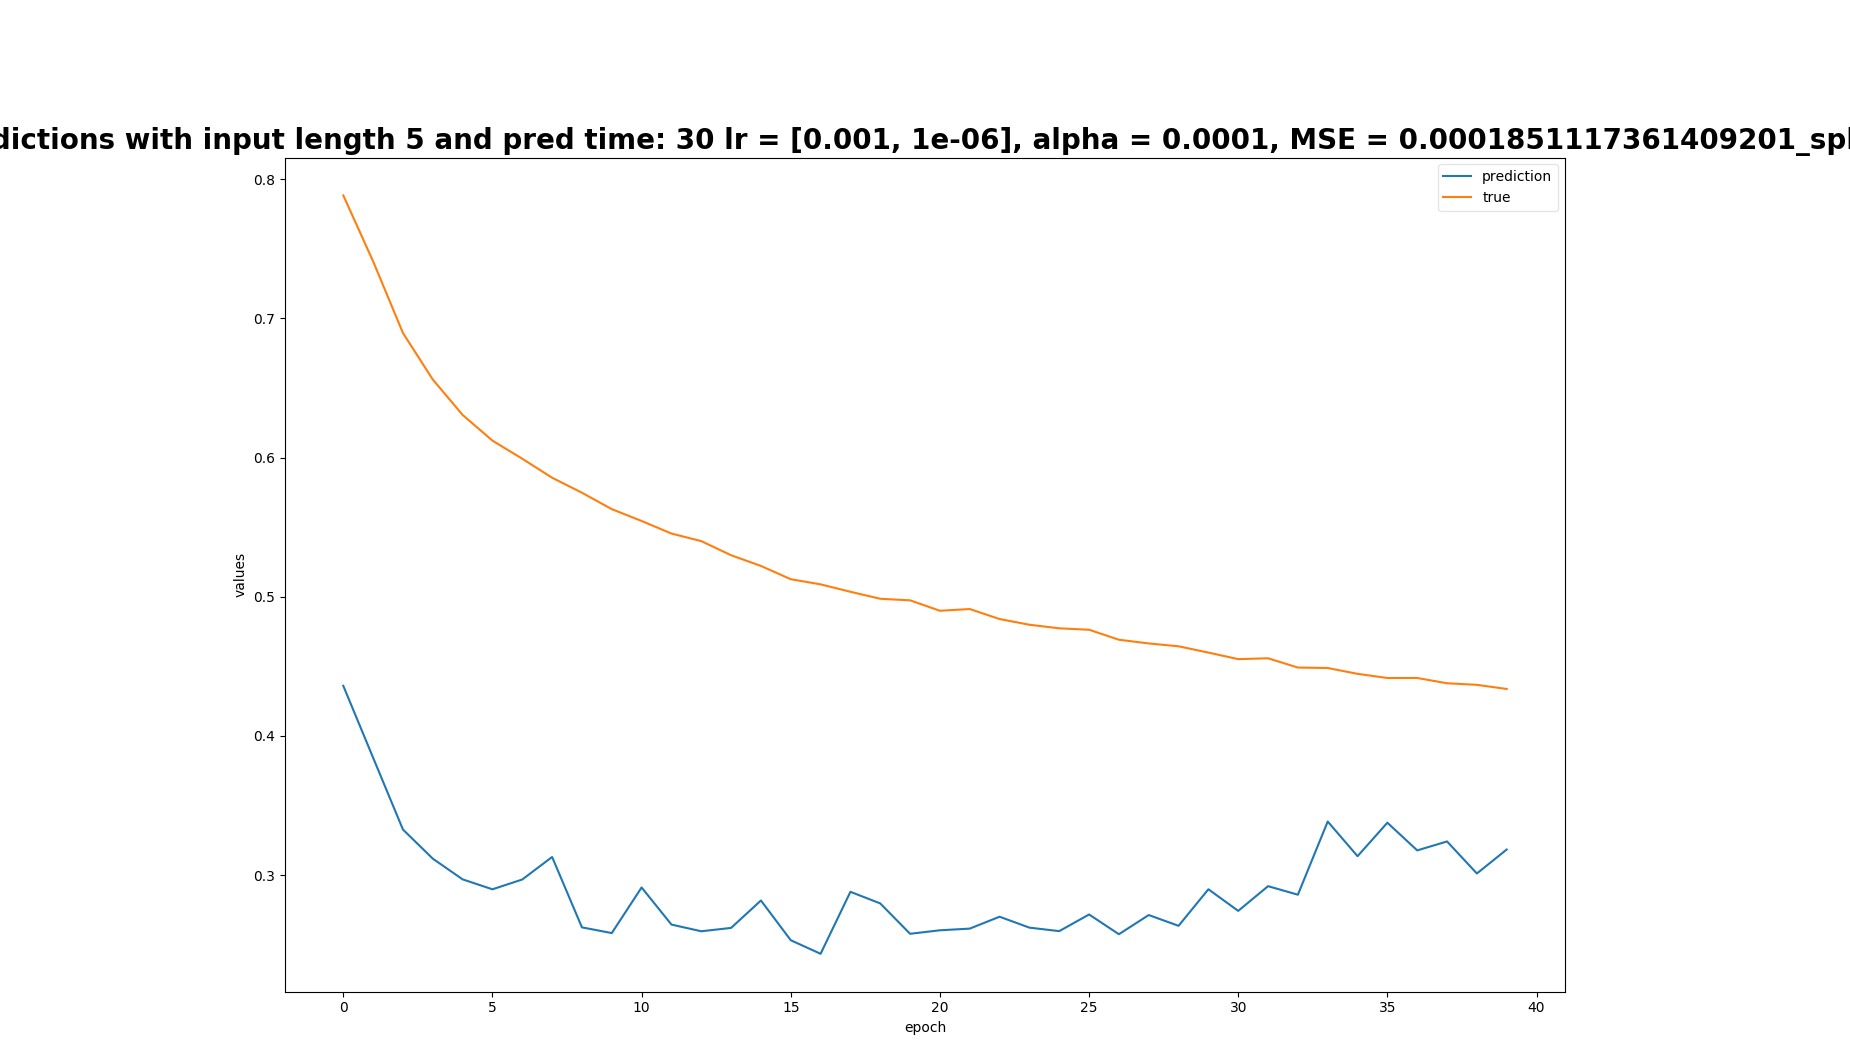 dictions with input length 5 and pred time: 30 lr = [0.001, 1e-06], alpha = 0.0001, MSE = 0.0001851117361409201_spl
prediction
true
0.8
0.7
0.6
0.5
0.4
0.3
values
0 5 10 15 20 25 30 35 40
epoch